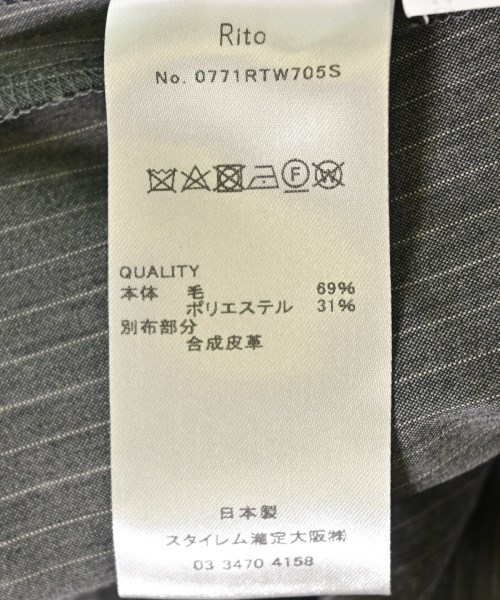 Rito
No. 0771RTW705S
F W
QUALITY
本体 毛 69%
ポリエステル 31%
別布部分
合成皮革
日本製
スタイレム瀧定大阪㈱
03 3470 4158